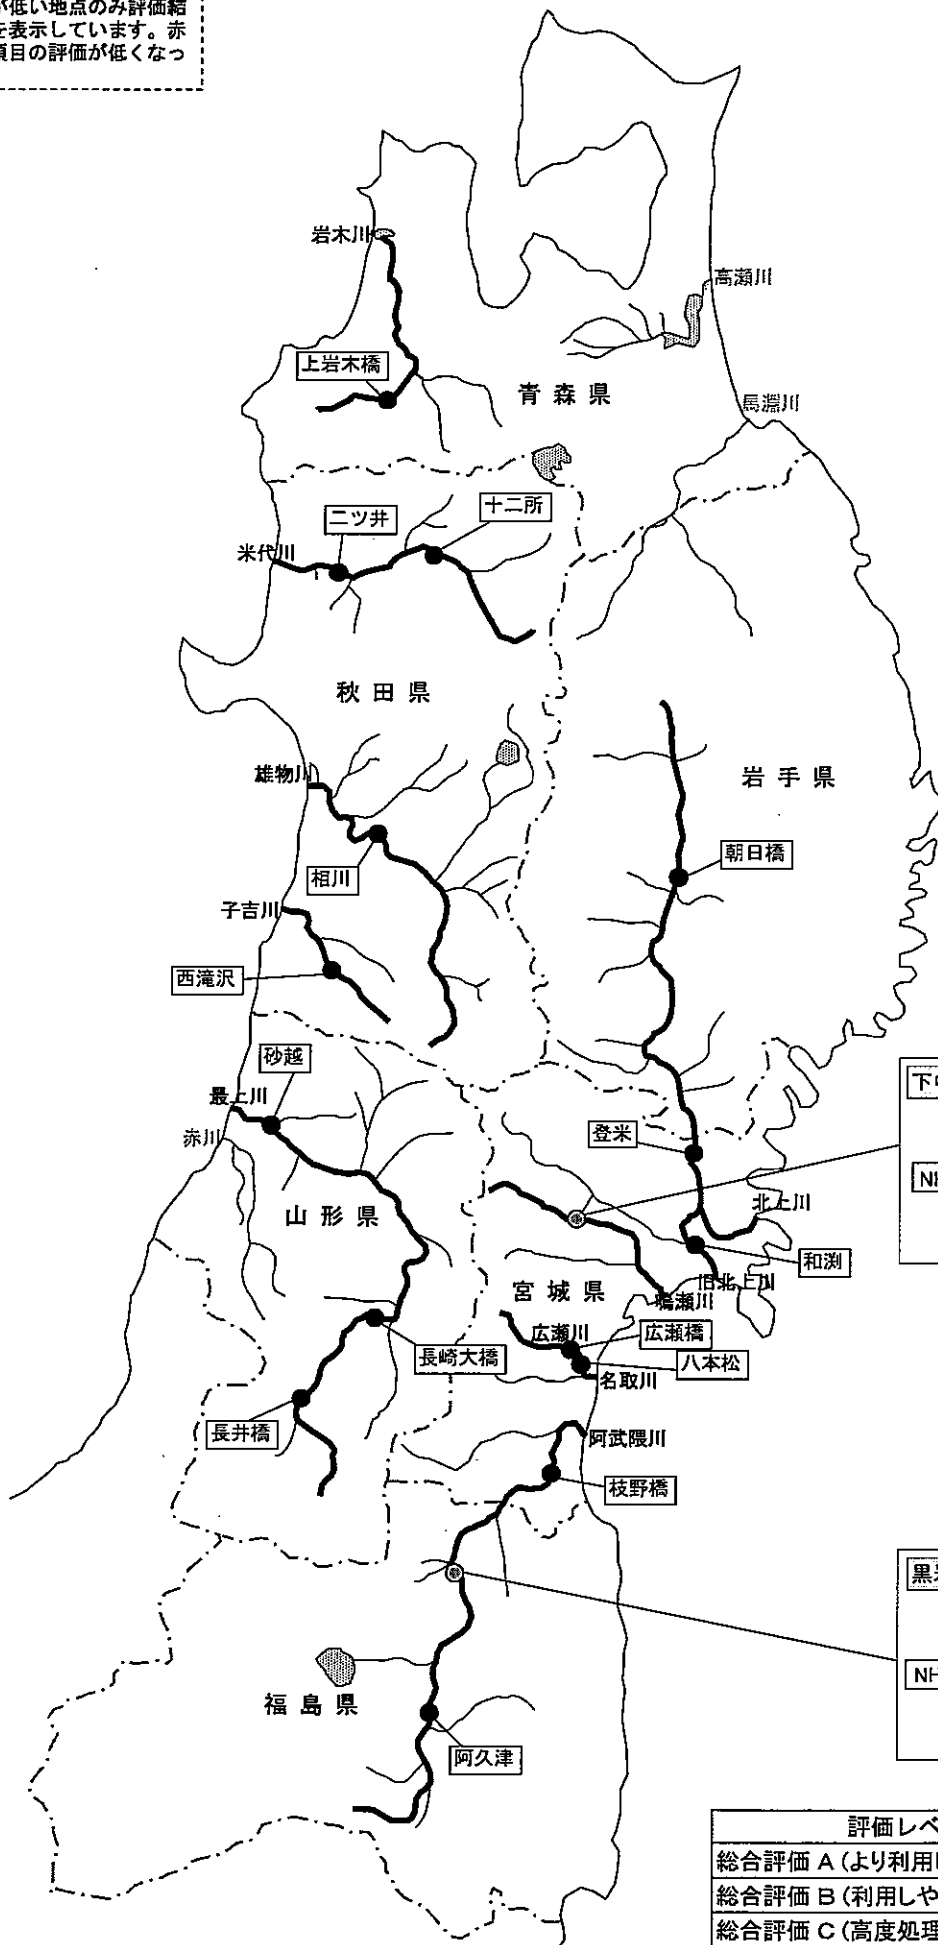 が低い地点のみ評価結
を表示しています。赤
項目の評価が低くなっ
岩木川
高瀬川
上岩木橋
青森県
馬淵川
二ツ井
十二所
米代川
秋田県
雄物川
岩手県
相川
朝日橋
子吉川
西滝沢
砂越
最上川
赤川
登米
山形県
北上川
和渕
旧北上川
鳴瀬川
宮城県
広瀬川
広瀬橋
八本松
長崎大橋
名取川
長井橋
阿武隈川
枝野橋
福島県
阿久津
評価レベ
総合評価 A (より利用し
総合評価 B (利用しや
総合評価 C (高度処理